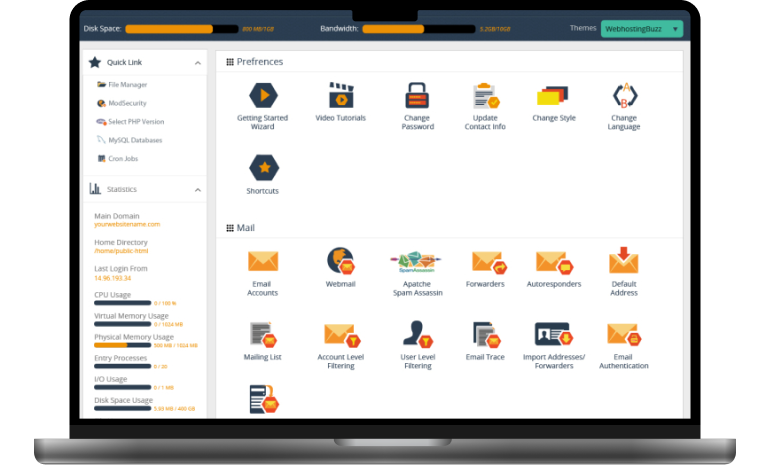 Disk Space:
890 MB/1GB
Bandwidth:
5.2GB/10GB
Themes
WebhostingBuzz
Quick Link
File Manager
ModSecurity
Select PHP Version
MySQL Databases
Cron Jobs
Statistics
Main Domain
yourwebsitename.com
Home Directory
/home/public-html
Last Login From
14.96.193.34
CPU Usage
0 / 100 %
Virtual Memory Usage
0 / 1024 MB
Physical Memory Usage
500 MB / 1024 MB
Entry Processes
0 / 20
I/O Usage
0 / 1 MB
Disk Space Usage
5.88 MB / 400 GB
Prefrences
Getting Started
Wizard
Video Tutorials
Change
Password
Update
Contact Info
Change Style
A
B
Change
Language
Shortcuts
Mail
Email
Accounts
Webmail
SpamAssassin
Apatche
Spam Assassin
Forwarders
Autoresponders
Default
Address
Mailing List
Account Level
Filtering
User Level
Filtering
Email Trace
Import Addresses/
Forwarders
Email
Authentication